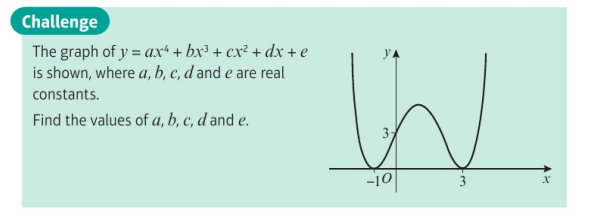 Challenge
The graph of y = ax⁴ + bx³ + cx² + dx + e
is shown, where a, b, c, d and e are real
constants.
Find the values of a, b, c, d and e.
y
3
–1 O 3 x